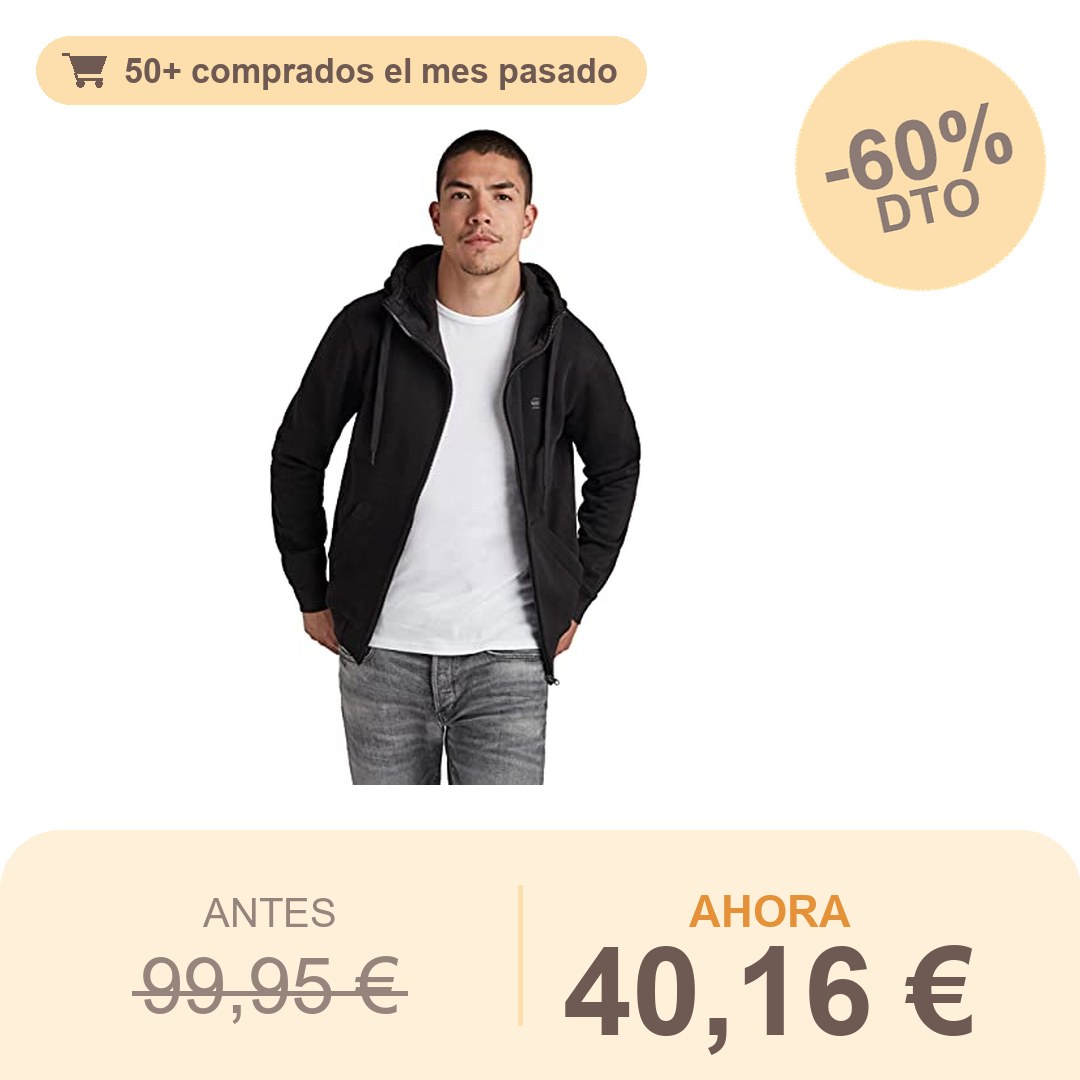 50+ comprados el mes pasado
-60%
DTO
ANTES
99,95 €
AHORA
40,16 €